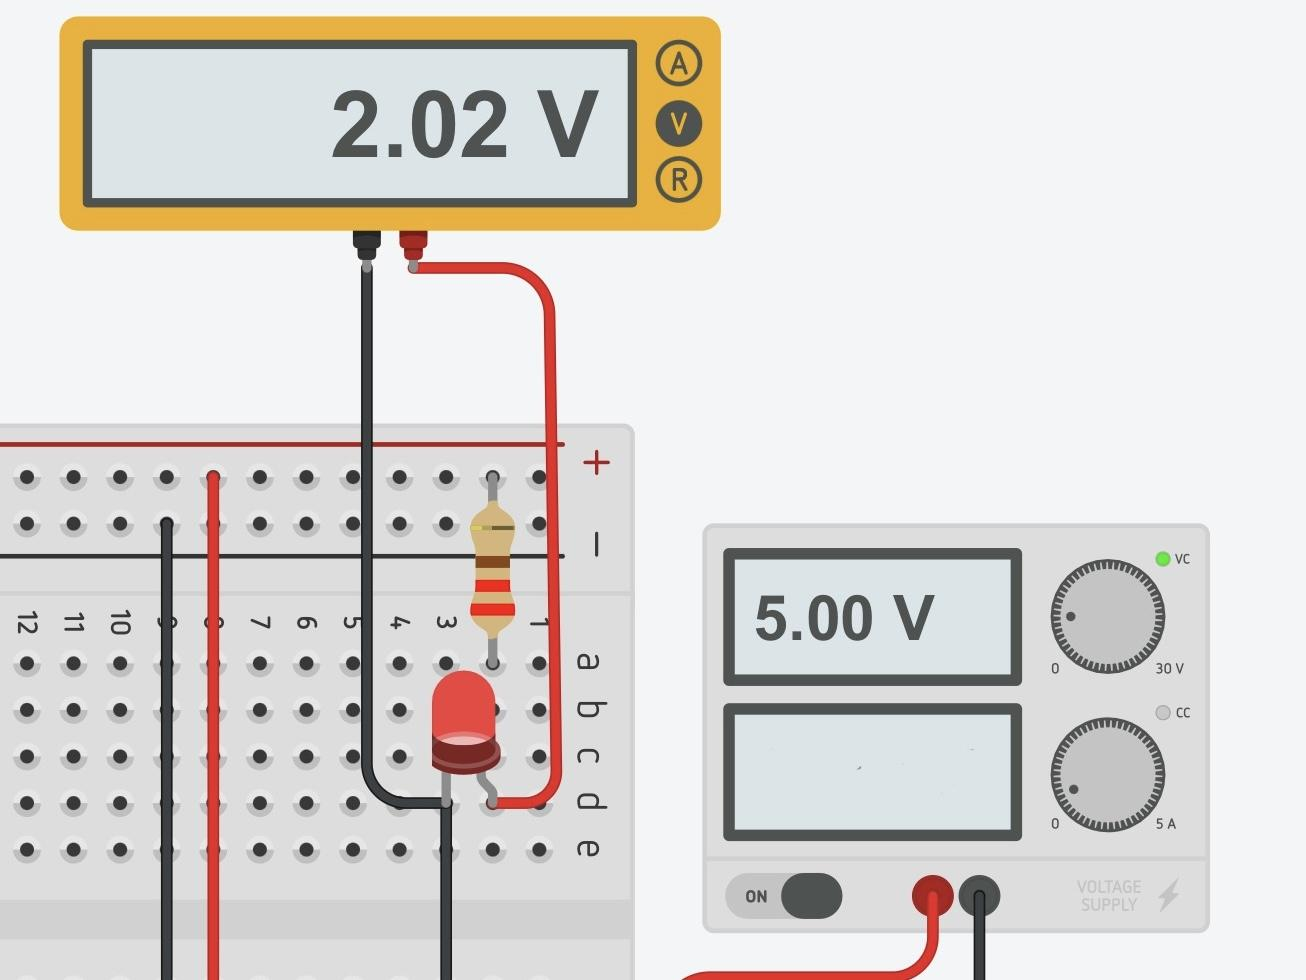 2.02 V
A
V
R
+
-
12 11 10 9 8 7 6 5 4 3 1
a
b
c
d
e
5.00 V
VC
0 30 V
CC
0 5 A
ON
VOLTAGE
SUPPLY